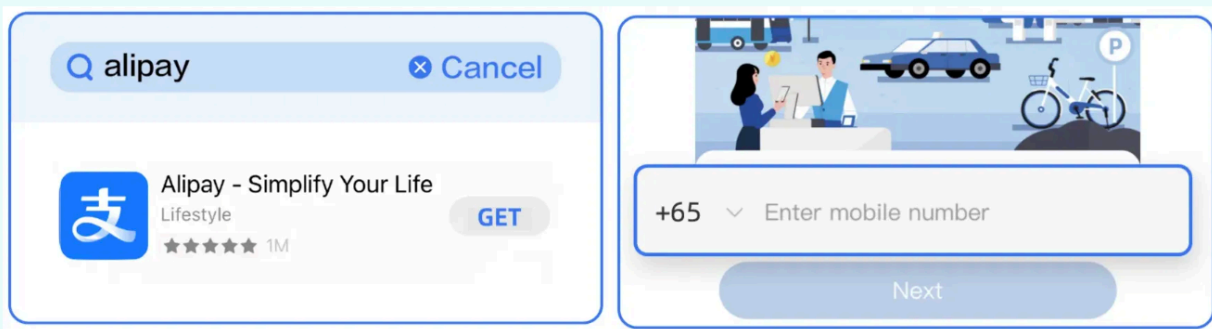 alipay
Cancel
支
Alipay - Simplify Your Life
Lifestyle
GET
1M
P
+65
Enter mobile number
Next